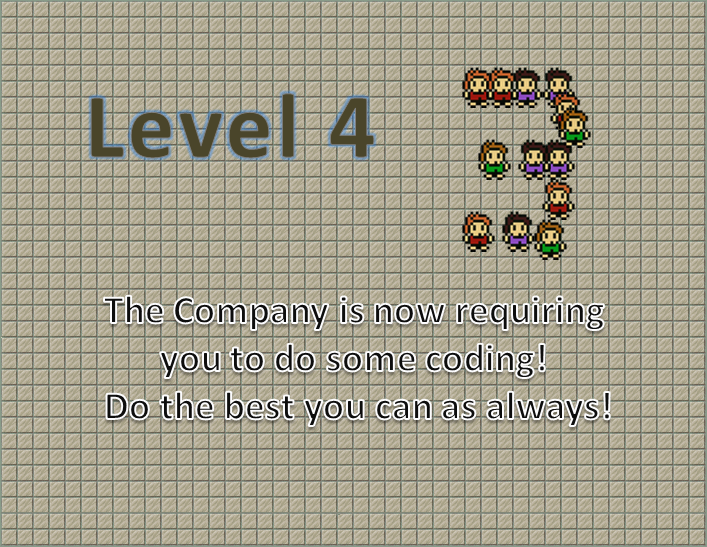 Level 4
The Company is now requiring
you to do some coding!
Do the best you can as always!